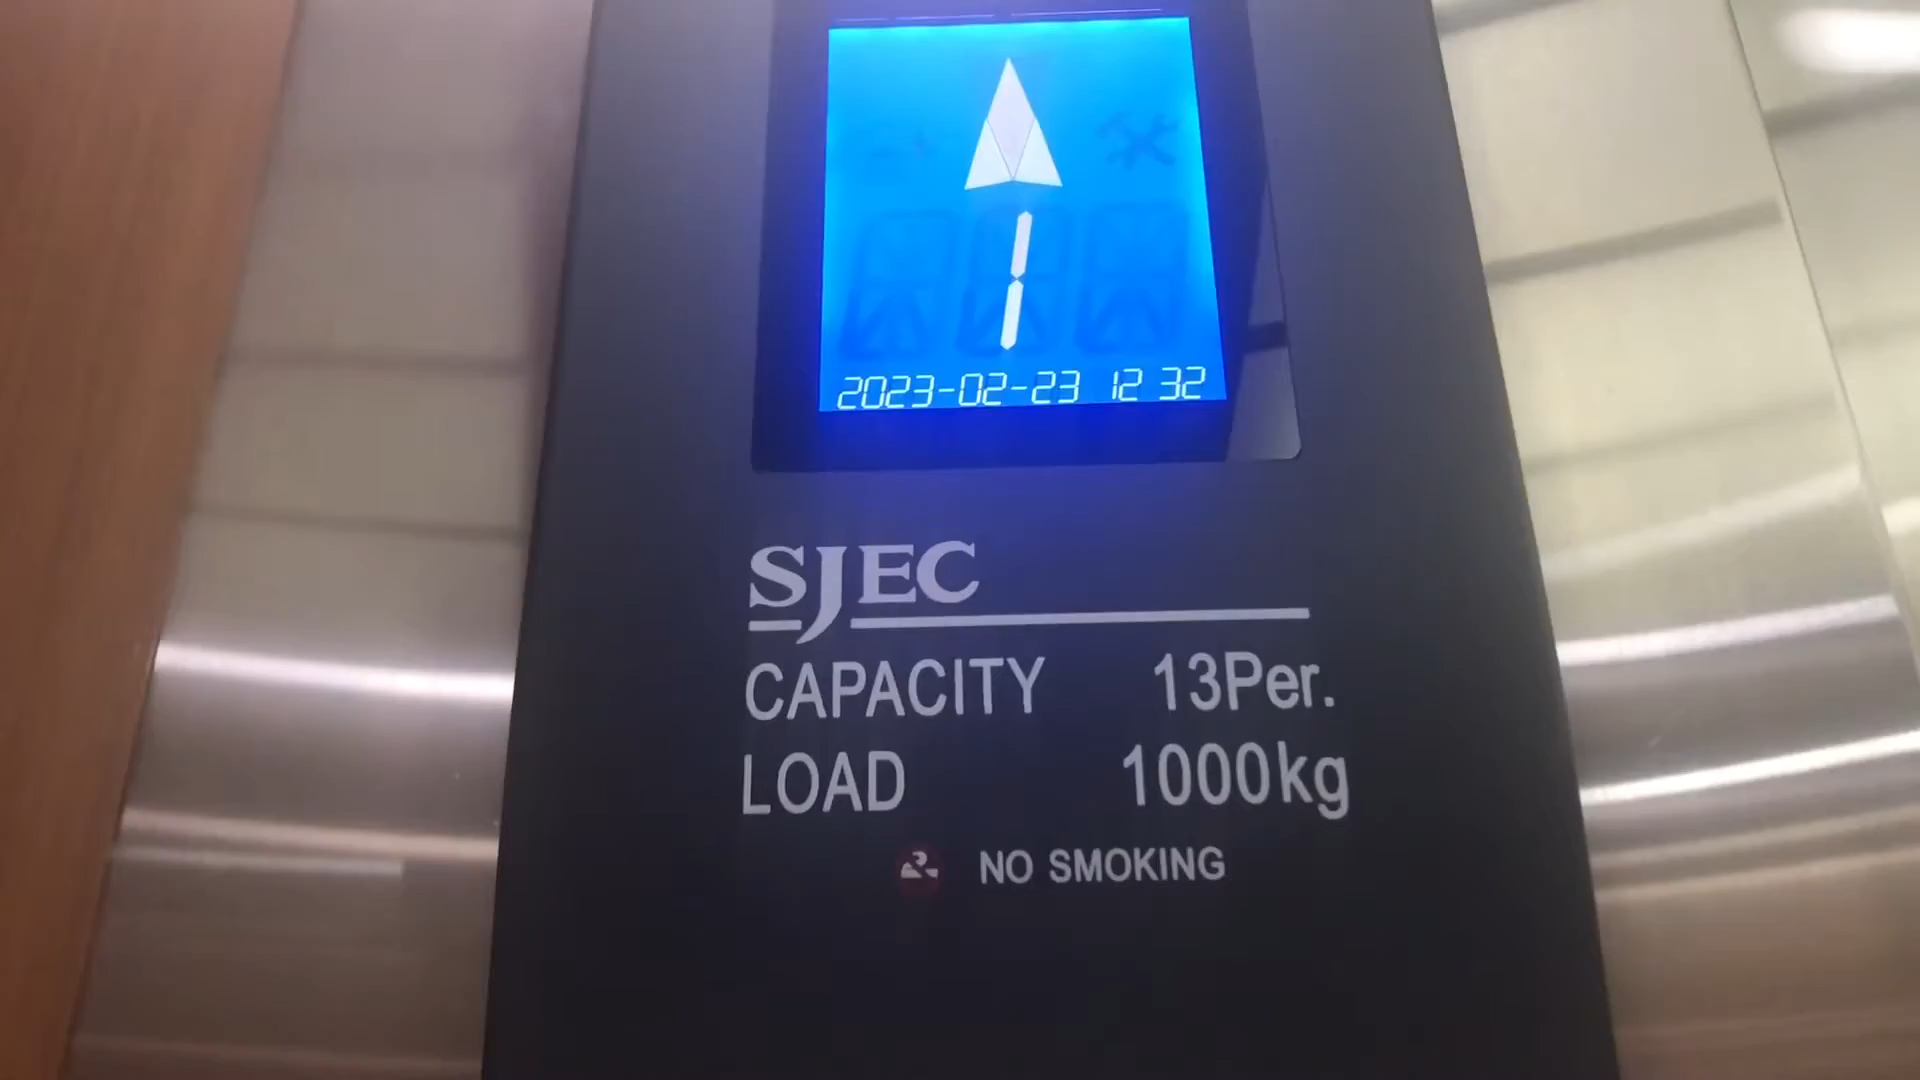 1
2023-02-23 12 32
SJEC
CAPACITY 13Per.
LOAD 1000kg
NO SMOKING